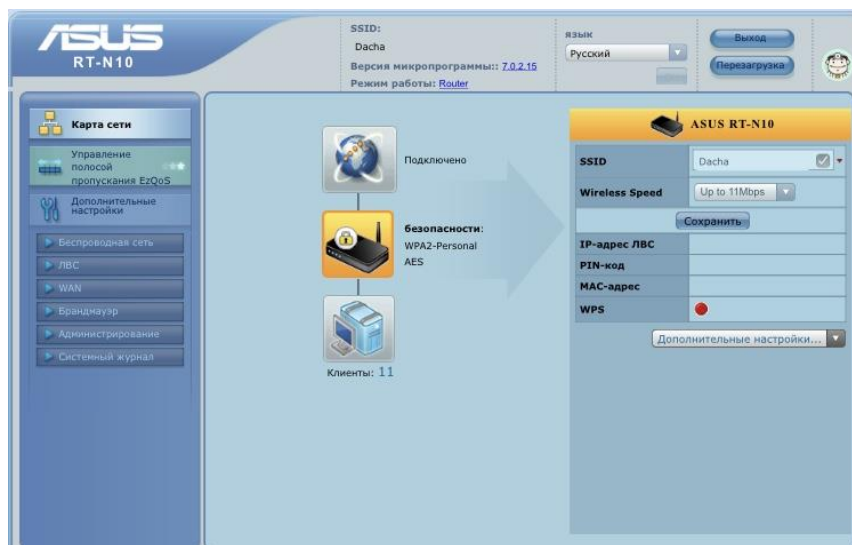 ASUS
RT-N10
SSID:
Dacha
Версия микропрограммы:: 7.0.2.15
Режим работы: Router
язык
Русский
Выход
Перезагрузка
Карта сети
Управление
полосой
пропускания EzQoS
Дополнительные
настройки
Беспроводная сеть
ЛВС
WAN
Брандмауэр
Администрирование
Системный журнал
Подключено
безопасности:
WPA2-Personal
AES
Клиенты: 11
ASUS RT-N10
SSID Dacha
Wireless Speed Up to 11Mbps
Сохранить
IP-адрес ЛВС
PIN-код
MAC-адрес
WPS
Дополнительные настройки...